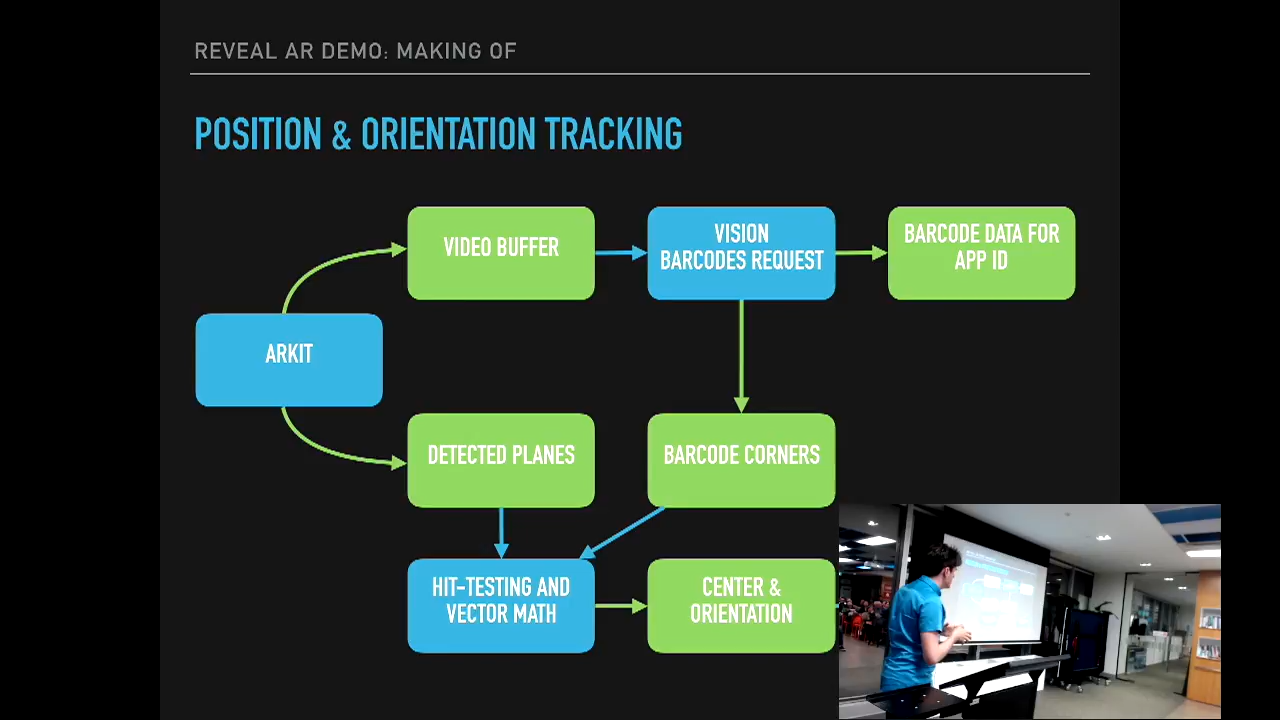 REVEAL AR DEMO: MAKING OF
POSITION & ORIENTATION TRACKING
VIDEO BUFFER
VISION
BARCODES REQUEST
BARCODE DATA FOR
APP ID
ARKIT
DETECTED PLANES
BARCODE CORNERS
HIT-TESTING AND
VECTOR MATH
CENTER &
ORIENTATION